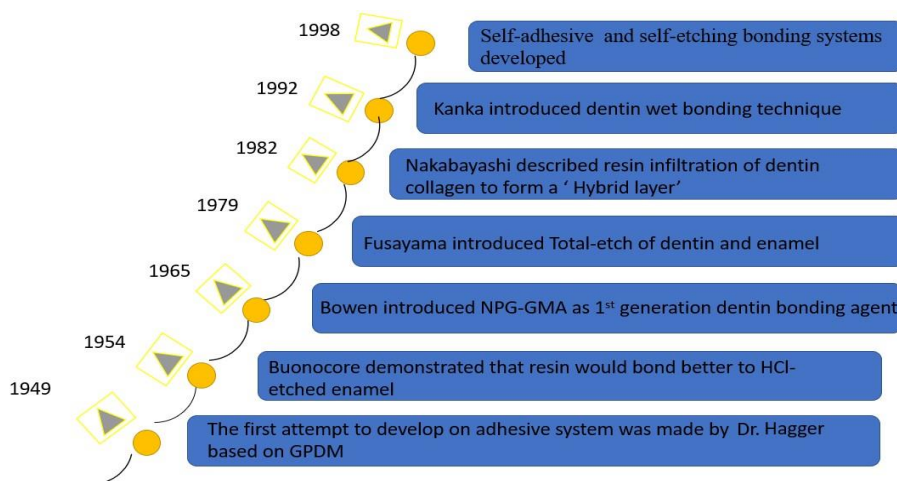 1998
Self-adhesive and self-etching bonding systems
developed
1992
Kanka introduced dentin wet bonding technique
1982
Nakabayashi described resin infiltration of dentin
collagen to form a ‘ Hybrid layer’
1979
Fusayama introduced Total-etch of dentin and enamel
1965
Bowen introduced NPG-GMA as 1st generation dentin bonding agent
1954
Buonocore demonstrated that resin would bond better to HCl-
etched enamel
1949
The first attempt to develop on adhesive system was made by Dr. Hagger
based on GPDM